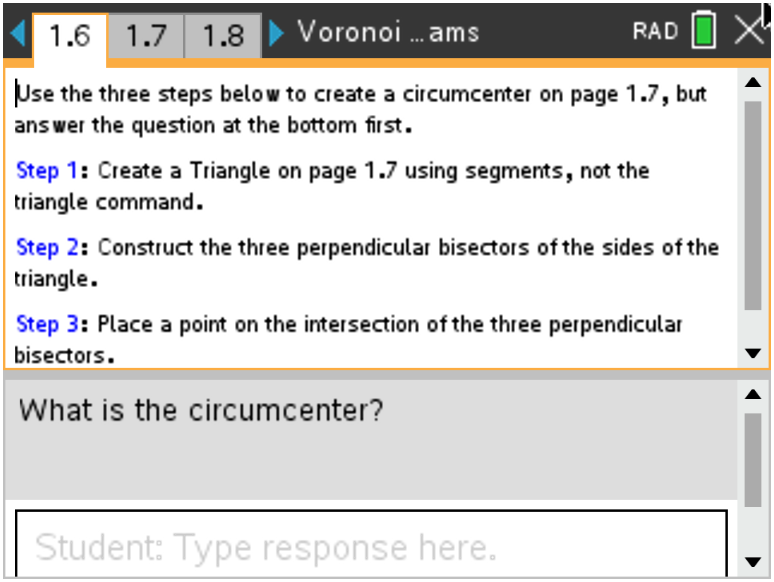 1.6 1.7 1.8 Voronoi ...ams RAD
Use the three steps below to create a circumcenter on page 1.7, but
answer the question at the bottom first.
Step 1: Create a Triangle on page 1.7 using segments, not the
triangle command.
Step 2: Construct the three perpendicular bisectors of the sides of the
triangle.
Step 3: Place a point on the intersection of the three perpendicular
bisectors.
What is the circumcenter?
Student: Type response here.